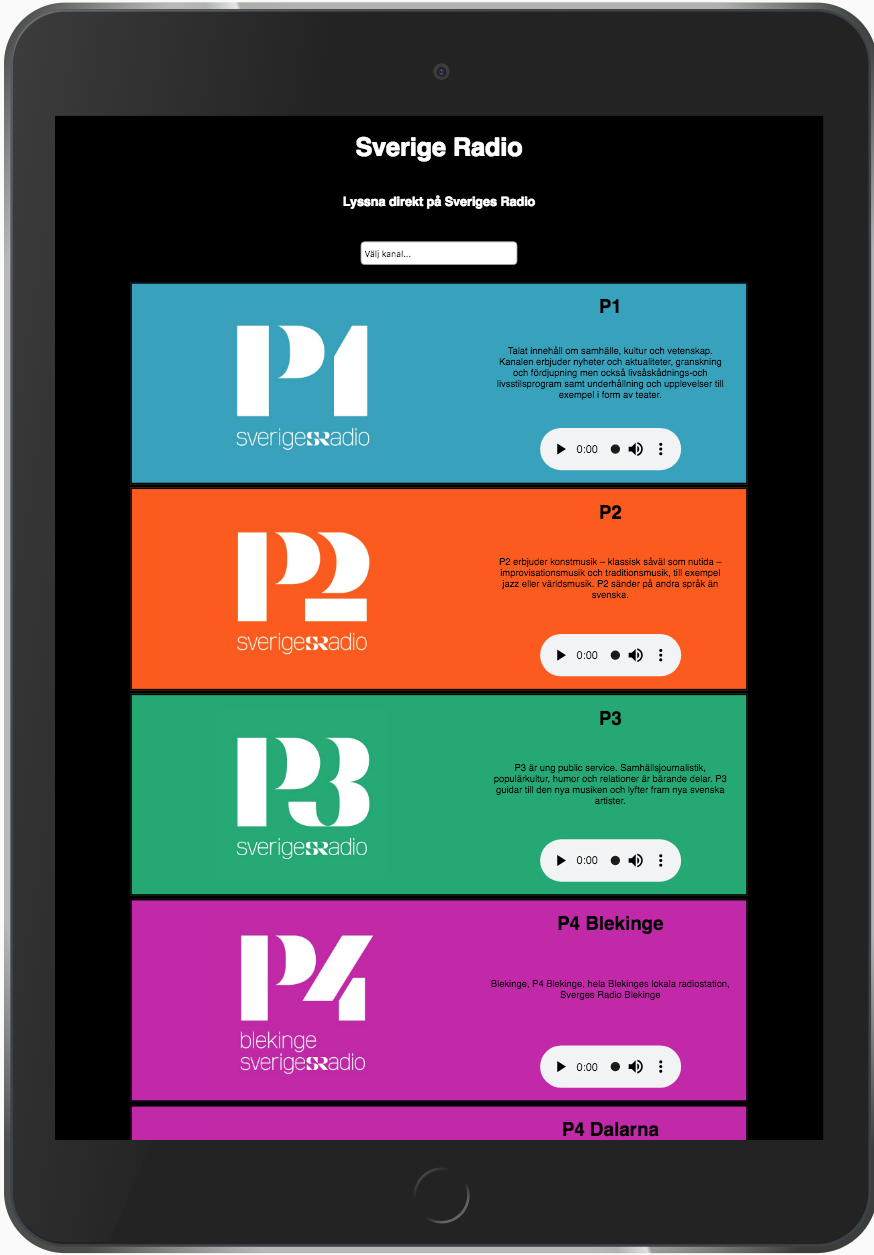 Sverige Radio
Lyssna direkt på Sveriges Radio
Välj kanal...
P1
sverigesRadio
P1
Talat innehåll om samhälle, kultur och vetenskap.
Kanalen erbjuder nyheter och aktualiteter, granskning
och fördjupning men också livsåskådnings-och
livsstilsprogram samt underhållning och upplevelser till
exempel i form av teater.
0:00
P2
sverigesRadio
P2
P2 erbjuder konstmusik – klassisk såväl som nutida –
improvisationsmusik och traditionsmusik, till exempel
jazz eller världsmusik. P2 sänder på andra språk än
svenska.
0:00
P3
sverigesRadio
P3
P3 är ung public service. Samhällsjournalistik,
populärkultur, humor och relationer är bärande delar. P3
guidar till den nya musiken och lyfter fram nya svenska
artister.
0:00
P4
blekinge
sverigesRadio
P4 Blekinge
Blekinge, P4 Blekinge, hela Blekinges lokala radiostation,
Sverges Radio Blekinge
0:00
P4 Dalarna